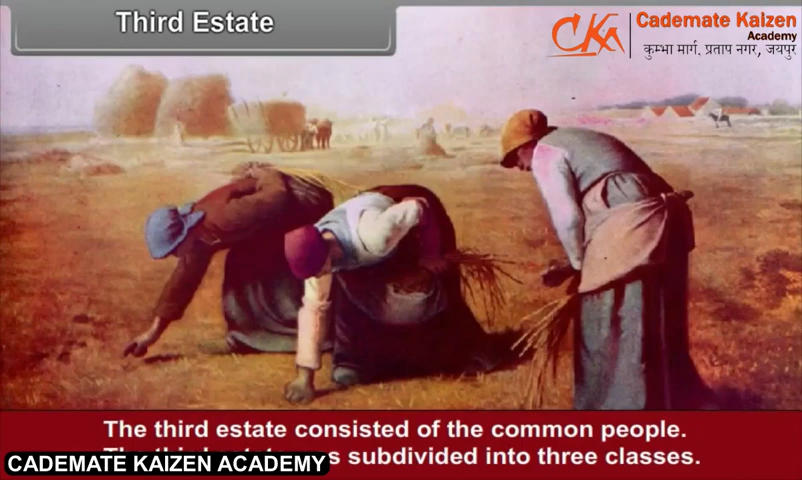 Third Estate
CKA
Cademate Kaizen
Academy
कुम्भा मार्ग. प्रताप नगर, जयपुर
The third estate consisted of the common people.
s subdivided into three classes.
CADEMATE KAIZEN ACADEMY